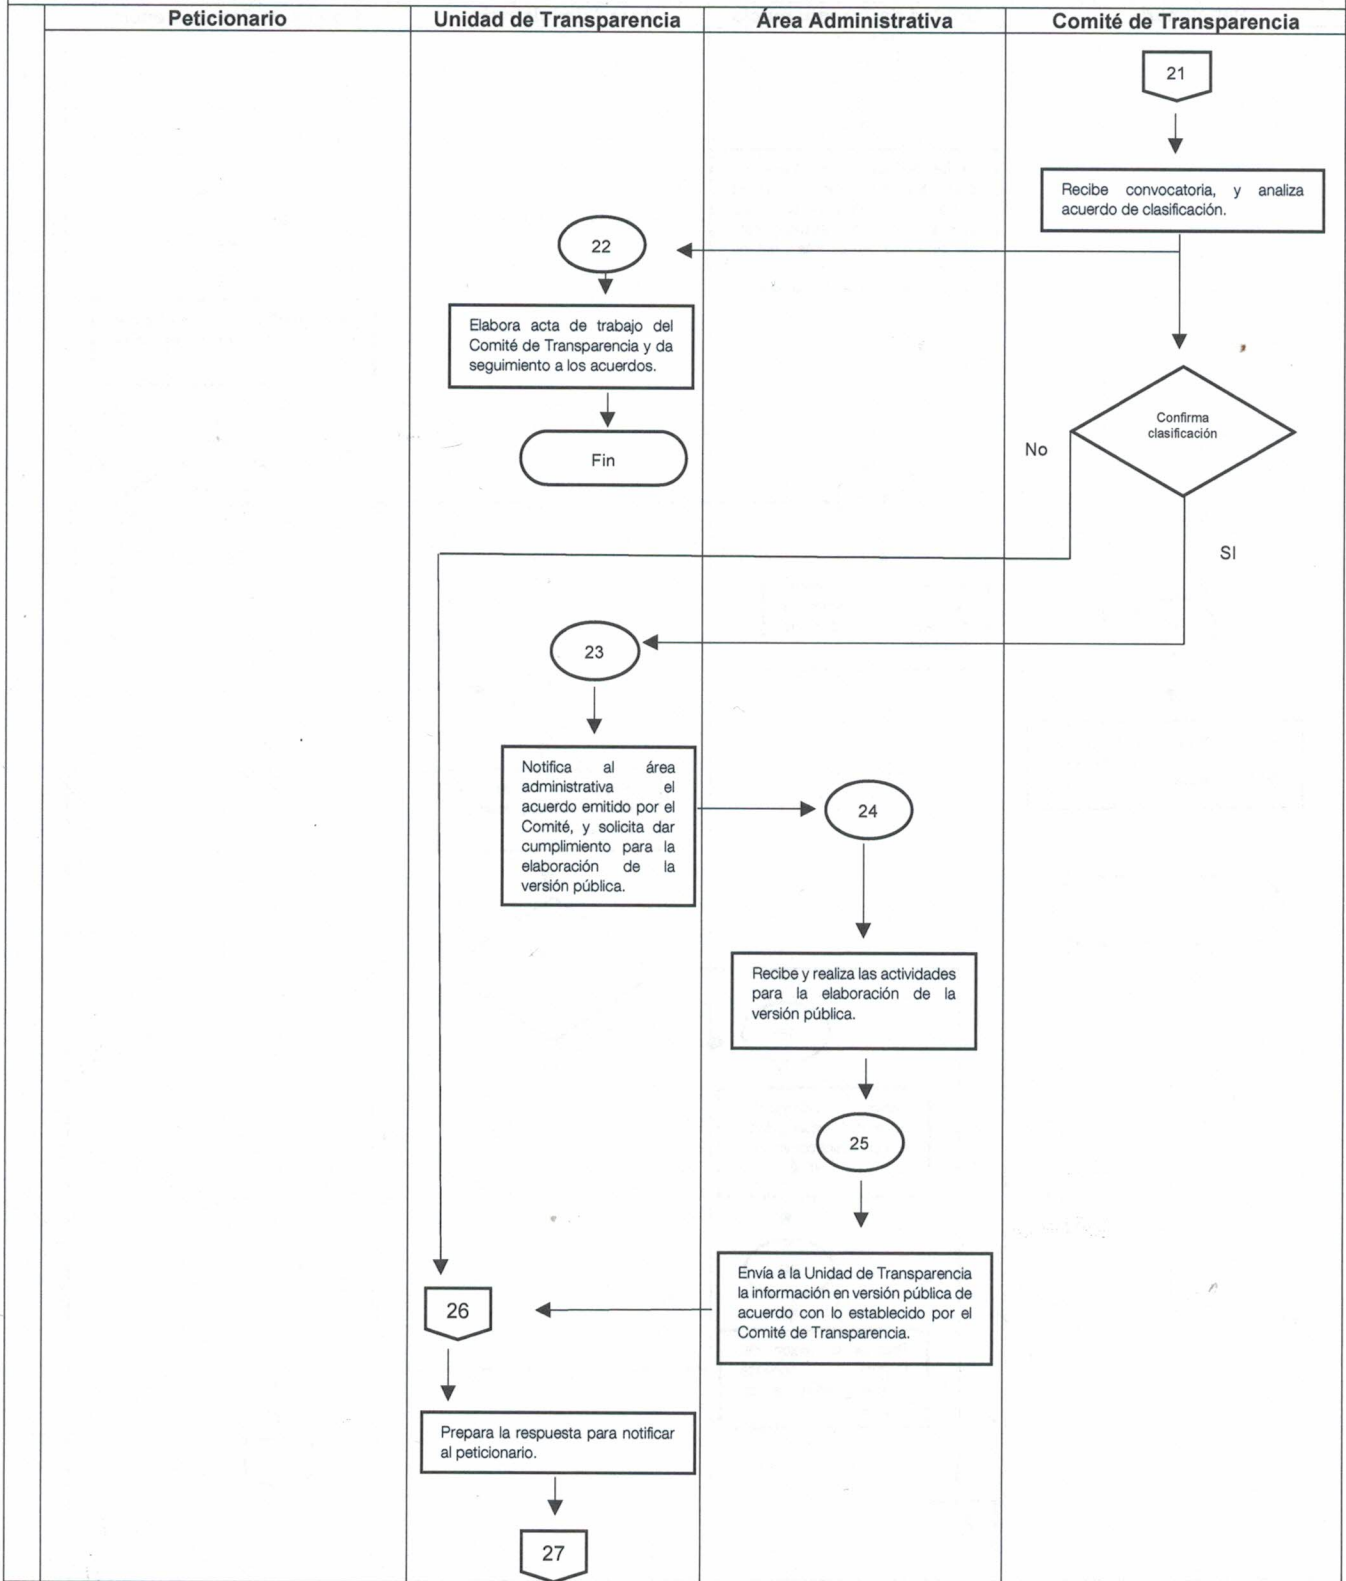 Peticionario
Unidad de Transparencia
Área Administrativa
Comité de Transparencia
21
Recibe convocatoria, y analiza
acuerdo de clasificación.
22
Elabora acta de trabajo del
Comité de Transparencia y da
seguimiento a los acuerdos.
Fin
Confirma
clasificación
No
SI
23
Notifica al área
administrativa el
acuerdo emitido por el
Comité, y solicita dar
cumplimiento para la
elaboración de la
versión pública.
24
Recibe y realiza las actividades
para la elaboración de la
versión pública.
25
Envía a la Unidad de Transparencia
la información en versión pública de
acuerdo con lo establecido por el
Comité de Transparencia.
26
Prepara la respuesta para notificar
al peticionario.
27